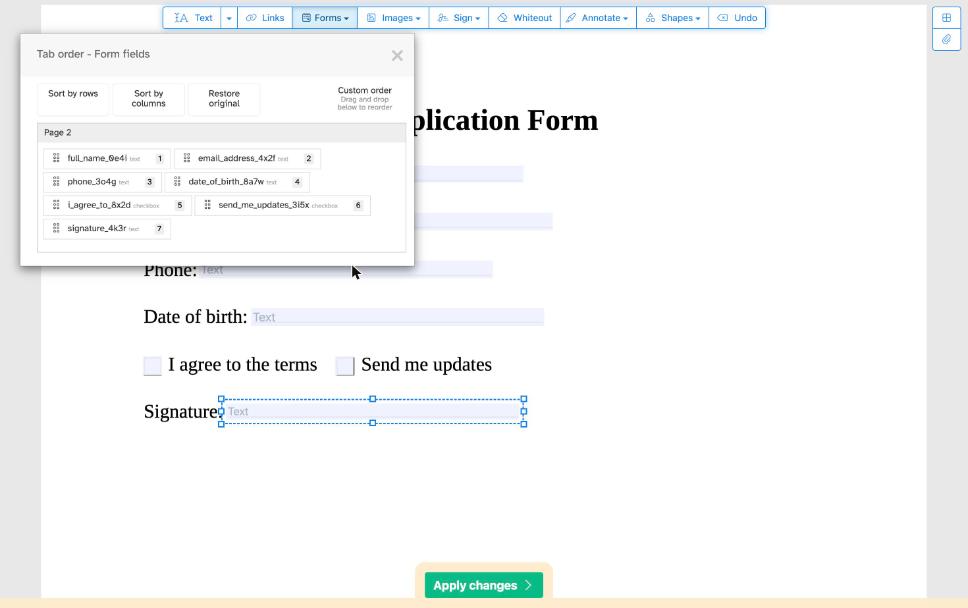 Text Links Forms Images Sign Whiteout Annotate Shapes Undo
Tab order - Form fields
Sort by rows
Sort by columns
Restore original
Custom order
Drag and drop
below to reorder
Page 2
full_name_0e4l text 1 email_address_4x2f text 2
phone_3o4g text 3 date_of_birth_8a7w text 4
i_agree_to_8x2d checkbox 5 send_me_updates_3i5x checkbox 6
signature_4k3r text 7
plication Form
Phone: Text
Date of birth: Text
I agree to the terms Send me updates
Signature: Text
Apply changes